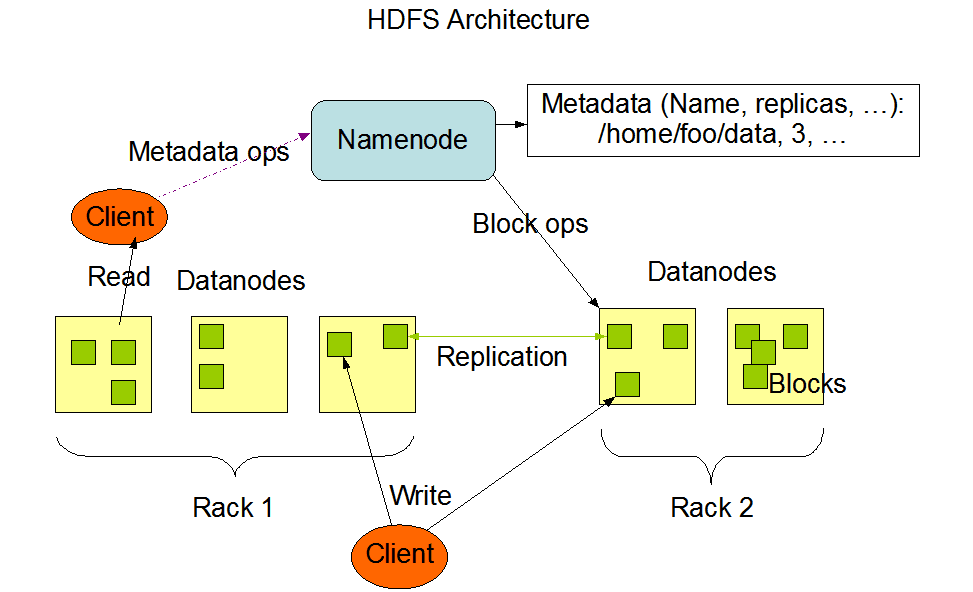 HDFS Architecture
Metadata (Name, replicas, ...):
/home/foo/data, 3, ...
Namenode
Metadata ops
Client
Block ops
Read
Datanodes
Datanodes
Replication
Blocks
Rack 1
Write
Rack 2
Client